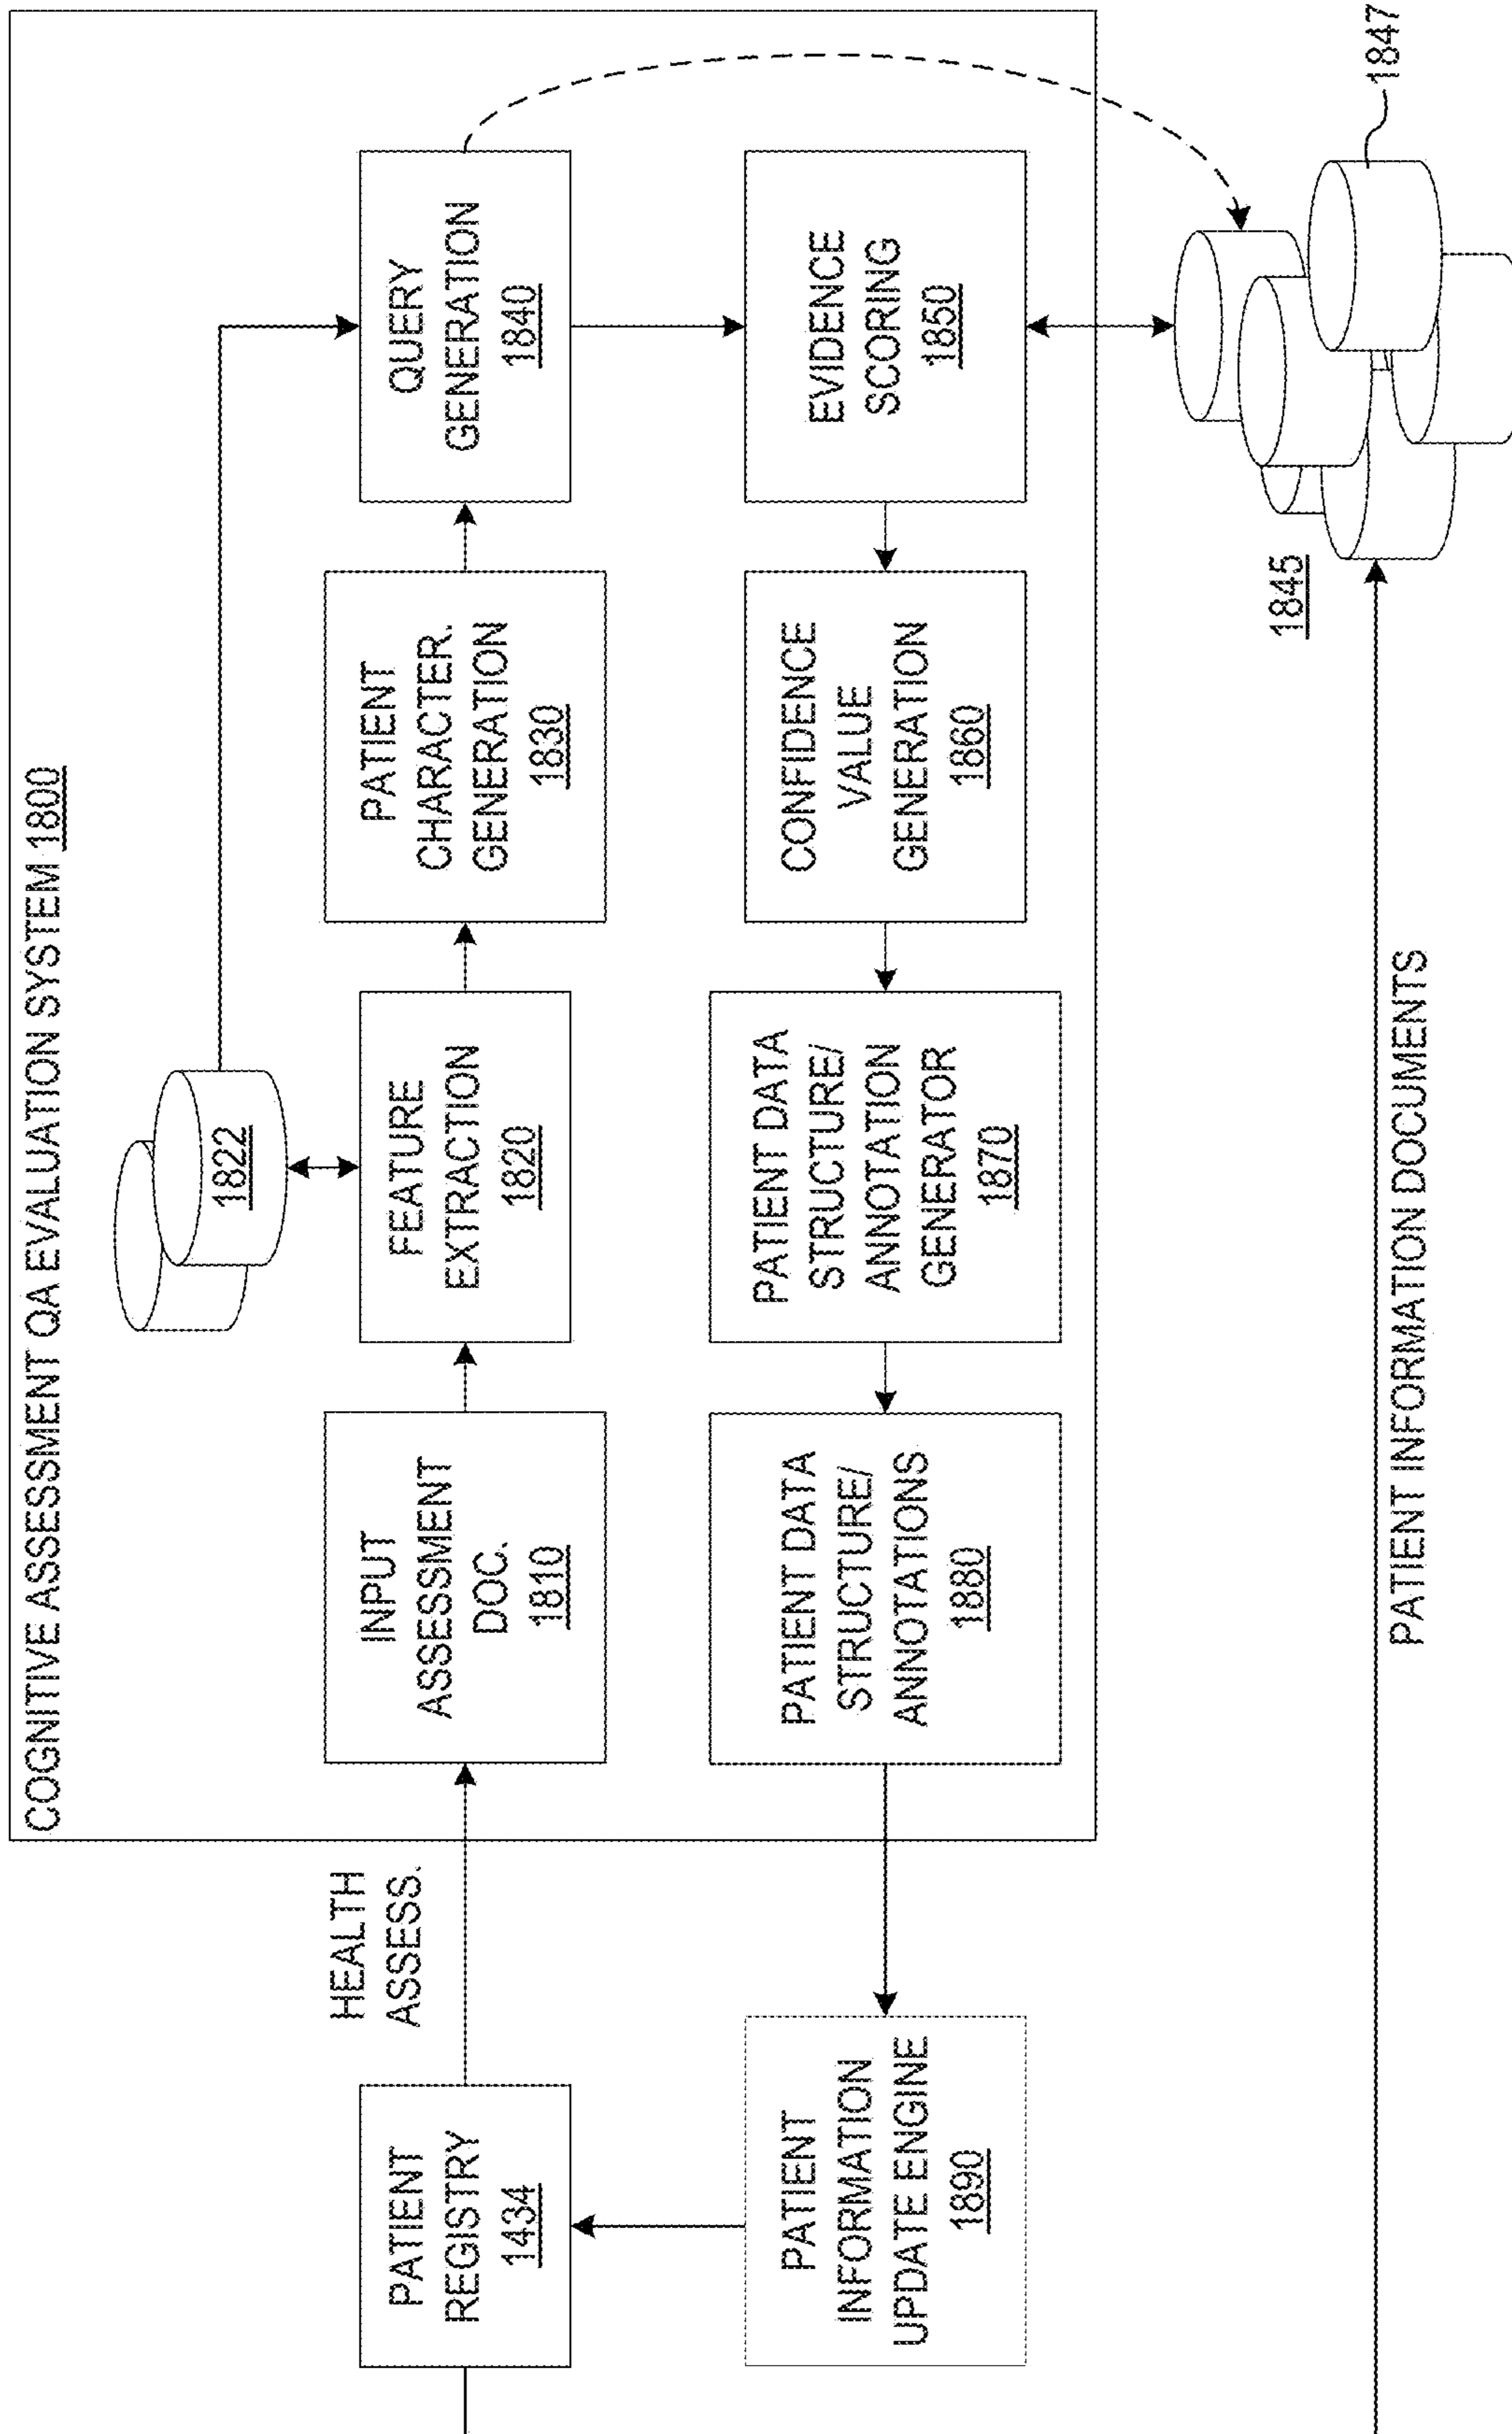 COGNITIVE ASSESSMENT QA EVALUATION SYSTEM 1800
1822
PATIENT
REGISTRY
1434
HEALTH
ASSESS.
INPUT
ASSESSMENT
DOC.
1810
FEATURE
EXTRACTION
1820
PATIENT
CHARACTER.
GENERATION
1830
QUERY
GENERATION
1840
PATIENT
INFORMATION
UPDATE ENGINE
1890
PATIENT DATA
STRUCTURE/
ANNOTATIONS
1880
PATIENT DATA
STRUCTURE/
ANNOTATION
GENERATOR
1870
CONFIDENCE
VALUE
GENERATION
1860
EVIDENCE
SCORING
1850
1845
1847
PATIENT INFORMATION DOCUMENTS